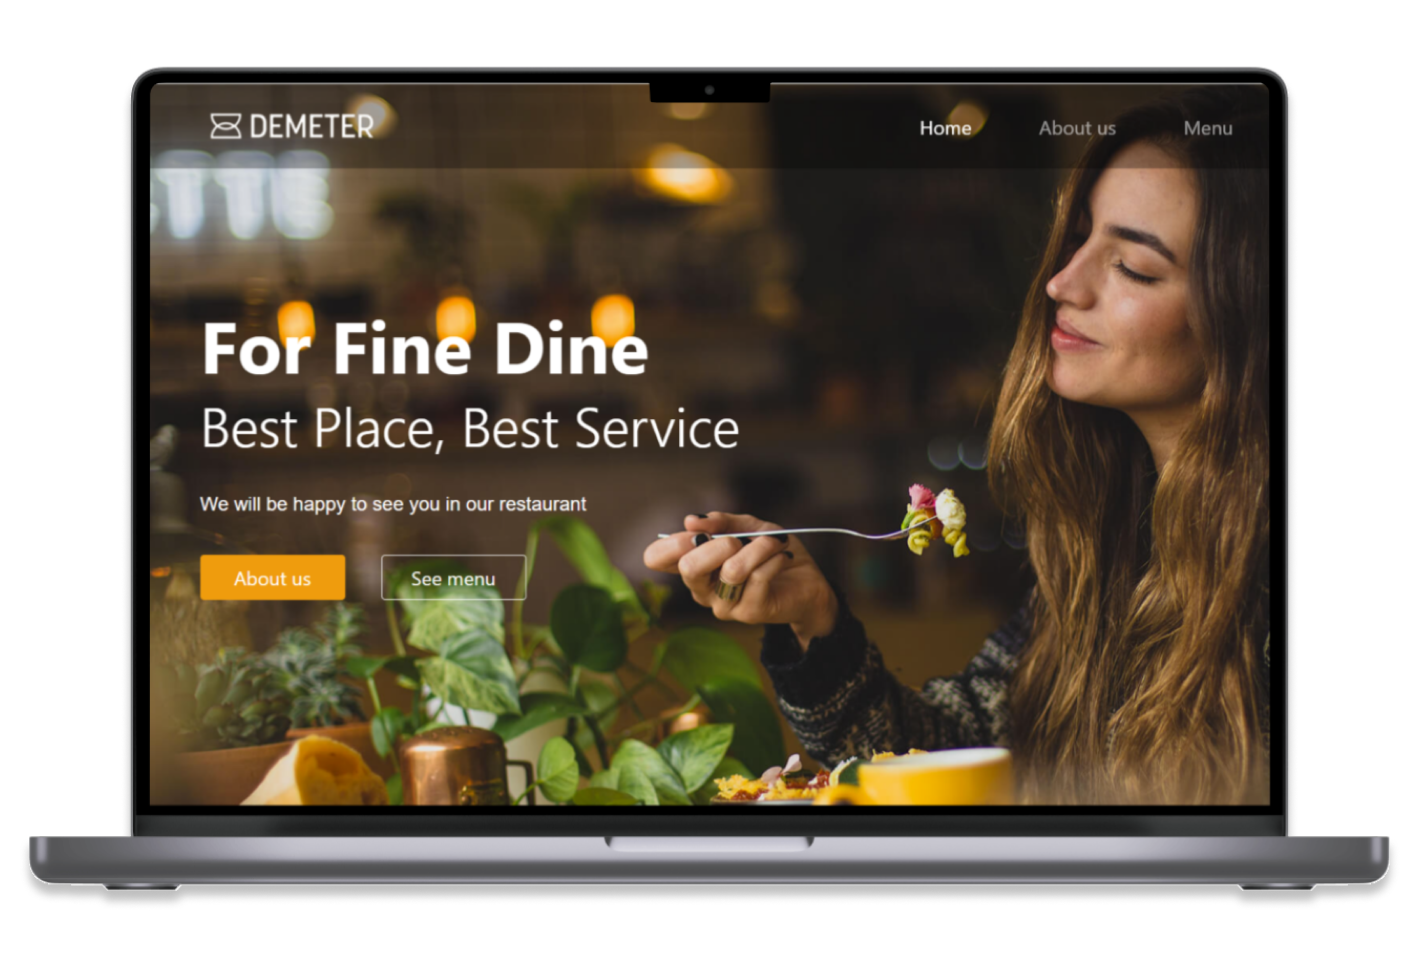 DEMETER
Home About us Menu
TTE
For Fine Dine
Best Place, Best Service
We will be happy to see you in our restaurant
About us See menu